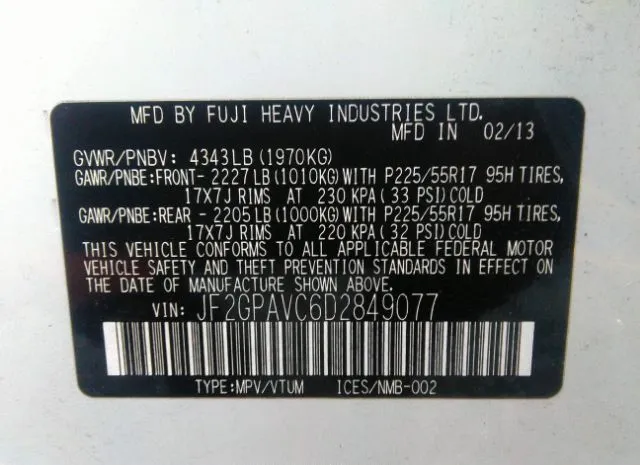 MFD BY FUJI HEAVY INDUSTRIES LTD.
MFD IN 02/13
GVWR/PNBV: 4343LB (1970KG)
GAWR/PNBE:FRONT- 2227 LB (1010KG) WITH P225/55R17 95H TIRES,
17X7J RIMS AT 230 KPA (33 PSI) COLD
GAWR/PNBE:REAR - 2205 LB (1000KG) WITH P225/55R17 95H TIRES,
17X7J RIMS AT 220 KPA (32 PSI) COLD
THIS VEHICLE CONFORMS TO ALL APPLICABLE FEDERAL MOTOR
VEHICLE SAFETY AND THEFT PREVENTION STANDARDS IN EFFECT
ON THE DATE OF MANUFACTURE SHOWN ABOVE.
VIN: JF2GPAVC6D2849077
TYPE:MPV/VTUM ICES/NMB-002